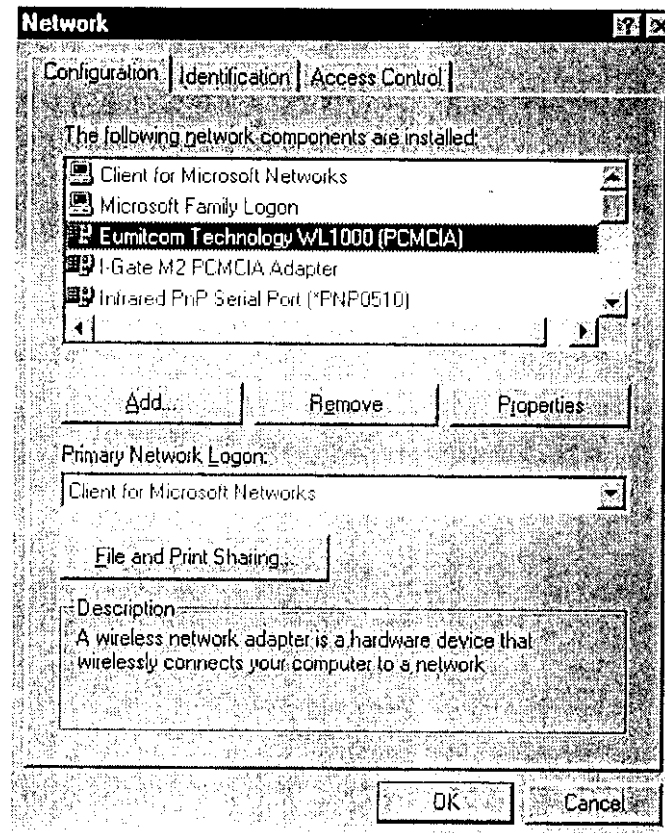 Network
Configuration Identification Access Control
The following network components are installed:
Client for Microsoft Networks
Microsoft Family Logon
Eumitcom Technology WL1000 (PCMCIA)
I-Gate M2 PCMCIA Adapter
Infrared PnP Serial Port (*PNP0510)
Add... Remove Properties
Primary Network Logon:
Client for Microsoft Networks
File and Print Sharing...
Description
A wireless network adapter is a hardware device that
wirelessly connects your computer to a network
OK Cancel